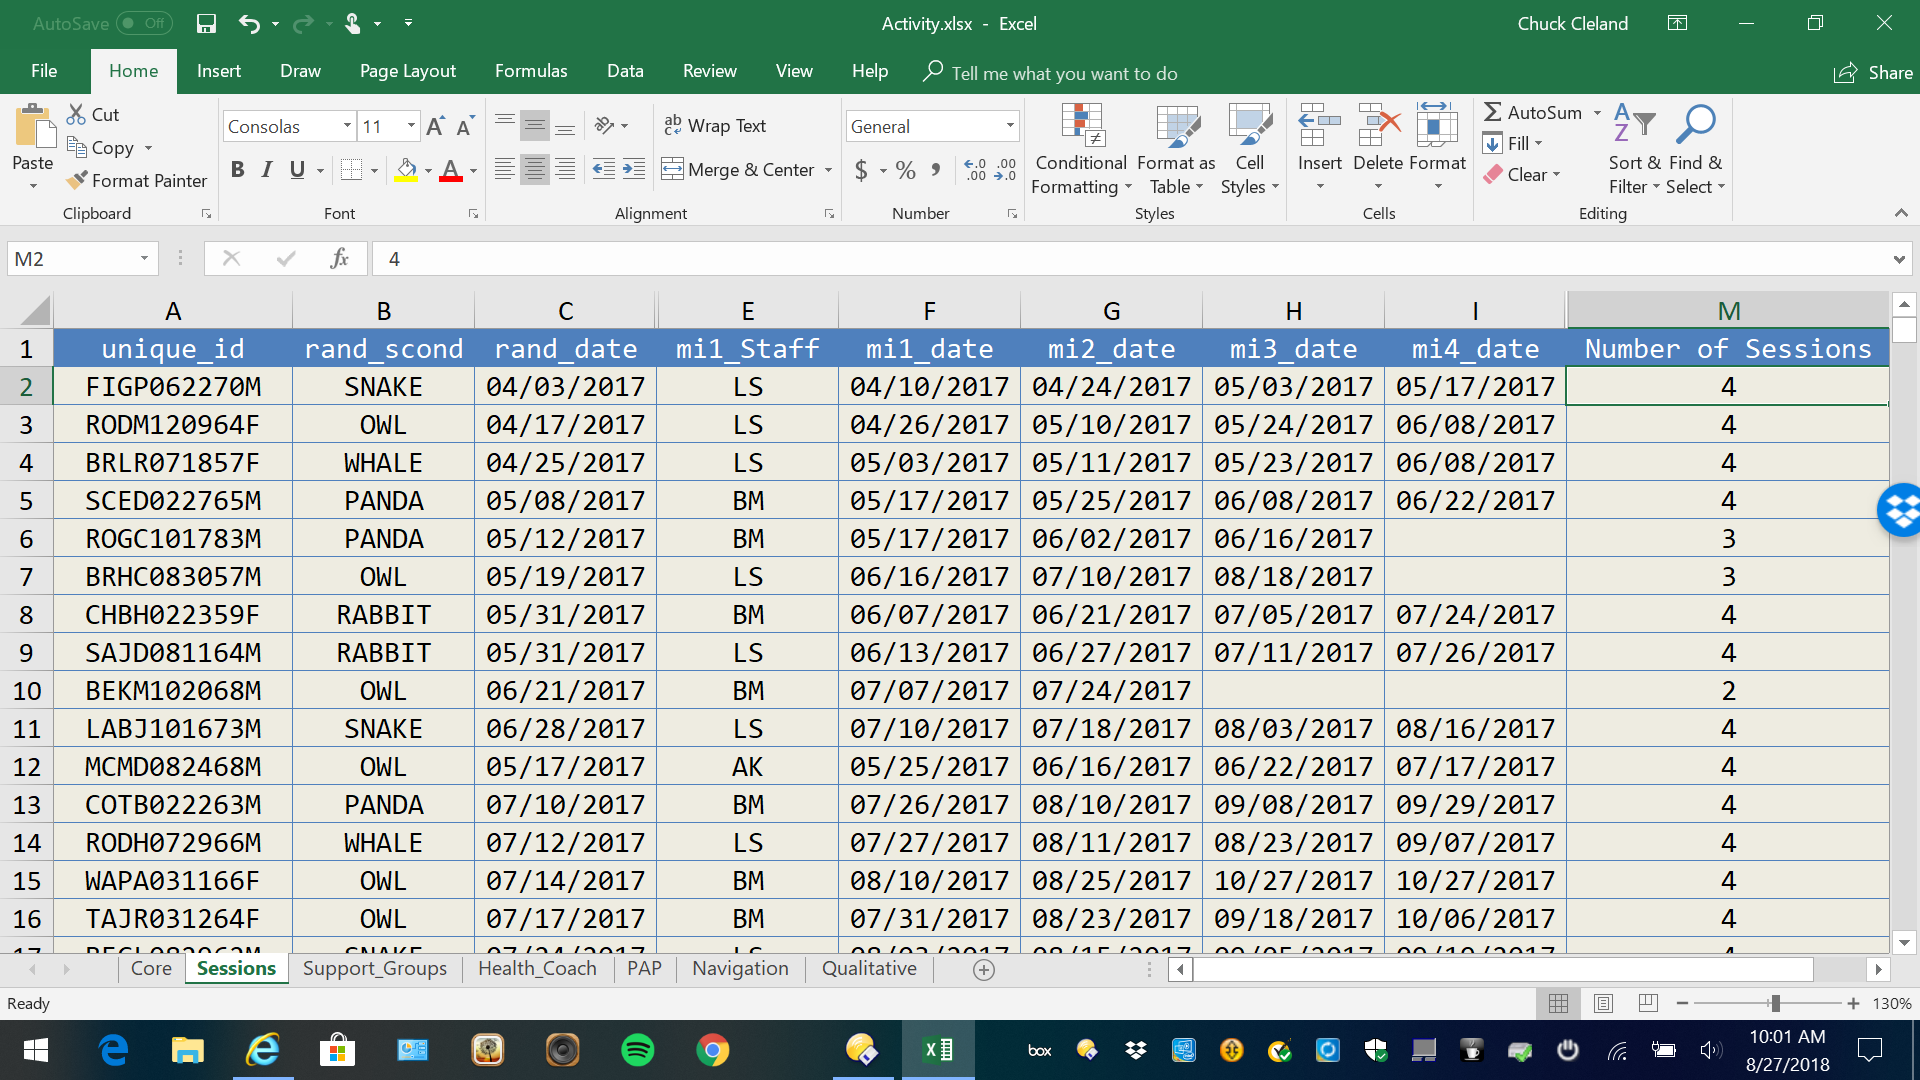 AutoSave Off Activity.xlsx - Excel Chuck Cleland
File Home Insert Draw Page Layout Formulas Data Review View Help Tell me what you want to do Share
Paste Cut Copy Format Painter Clipboard
Consolas 11 A A B I U A Font
ab Wrap Text Merge & Center Alignment
General $ % , .0 .00 .00 .0 Number
Conditional Formatting Format as Table Cell Styles Styles
Insert Delete Format Cells
AutoSum Fill Clear Sort & Filter Find & Select Editing
M2 fx 4
A B C E F G H I M
1 unique_id rand_scond rand_date mi1_Staff mi1_date mi2_date mi3_date mi4_date Number of Sessions
2 FIGP062270M SNAKE 04/03/2017 LS 04/10/2017 04/24/2017 05/03/2017 05/17/2017 4
3 RODM120964F OWL 04/17/2017 LS 04/26/2017 05/10/2017 05/24/2017 06/08/2017 4
4 BRLR071857F WHALE 04/25/2017 LS 05/03/2017 05/11/2017 05/23/2017 06/08/2017 4
5 SCED022765M PANDA 05/08/2017 BM 05/17/2017 05/25/2017 06/08/2017 06/22/2017 4
6 ROGC101783M PANDA 05/12/2017 BM 05/17/2017 06/02/2017 06/16/2017 3
7 BRHC083057M OWL 05/19/2017 LS 06/16/2017 07/10/2017 08/18/2017 3
8 CHBH022359F RABBIT 05/31/2017 BM 06/07/2017 06/21/2017 07/05/2017 07/24/2017 4
9 SAJD081164M RABBIT 05/31/2017 LS 06/13/2017 06/27/2017 07/11/2017 07/26/2017 4
10 BEKM102068M OWL 06/21/2017 BM 07/07/2017 07/24/2017 2
11 LABJ101673M SNAKE 06/28/2017 LS 07/10/2017 07/18/2017 08/03/2017 08/16/2017 4
12 MCMD082468M OWL 05/17/2017 AK 05/25/2017 06/16/2017 06/22/2017 07/17/2017 4
13 COTB022263M PANDA 07/10/2017 BM 07/26/2017 08/10/2017 09/08/2017 09/29/2017 4
14 RODH072966M WHALE 07/12/2017 LS 07/27/2017 08/11/2017 08/23/2017 09/07/2017 4
15 WAPA031166F OWL 07/14/2017 BM 08/10/2017 08/25/2017 10/27/2017 10/27/2017 4
16 TAJR031264F OWL 07/17/2017 BM 07/31/2017 08/23/2017 09/18/2017 10/06/2017 4
Core Sessions Support_Groups Health_Coach PAP Navigation Qualitative
Ready 130%
box 10:01 AM
8/27/2018